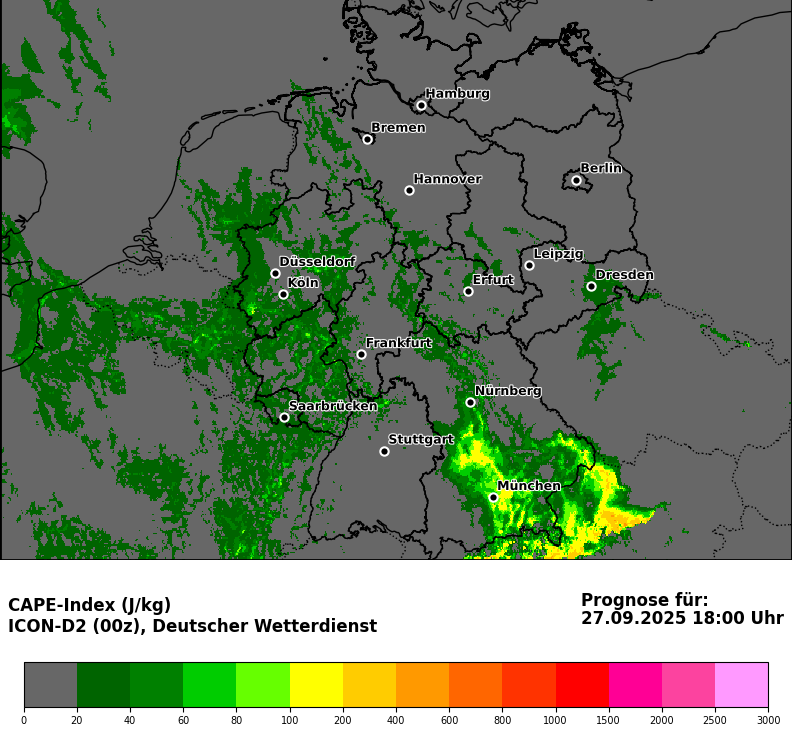 Hamburg
Bremen
Berlin
Hannover
Leipzig
Düsseldorf
Dresden
Köln
Erfurt
Frankfurt
Nürnberg
Saarbrücken
Stuttgart
München
CAPE-Index (J/kg)
ICON-D2 (00z), Deutscher Wetterdienst
Prognose für:
27.09.2025 18:00 Uhr
0 20 40 60 80 100 200 400 600 800 1000 1500 2000 2500 3000